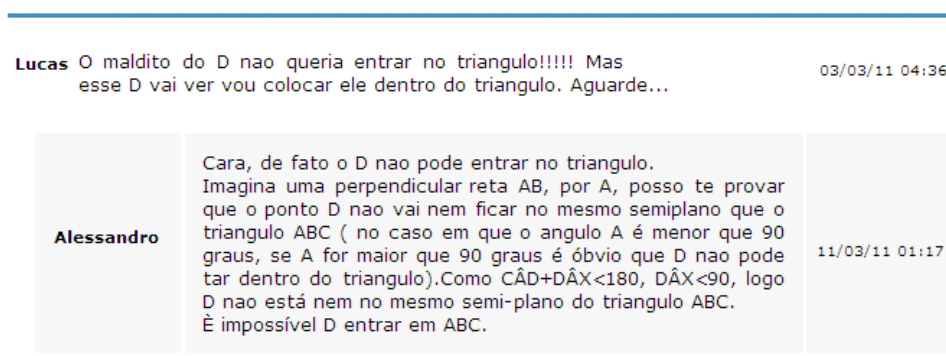 Lucas O maldito do D nao queria entrar no triangulo!!!!! Mas
esse D vai ver vou colocar ele dentro do triangulo. Aguarde...
03/03/11 04:36
Alessandro
Cara, de fato o D nao pode entrar no triangulo.
Imagina uma perpendicular reta AB, por A, posso te provar
que o ponto D nao vai nem ficar no mesmo semiplano que o
triangulo ABC ( no caso em que o angulo A é menor que 90
graus, se A for maior que 90 graus é óbvio que D nao pode
tar dentro do triangulo).Como CÂD+DÂX<180, DÂX<90, logo
D nao está nem no mesmo semi-plano do triangulo ABC.
È impossível D entrar em ABC.
11/03/11 01:17